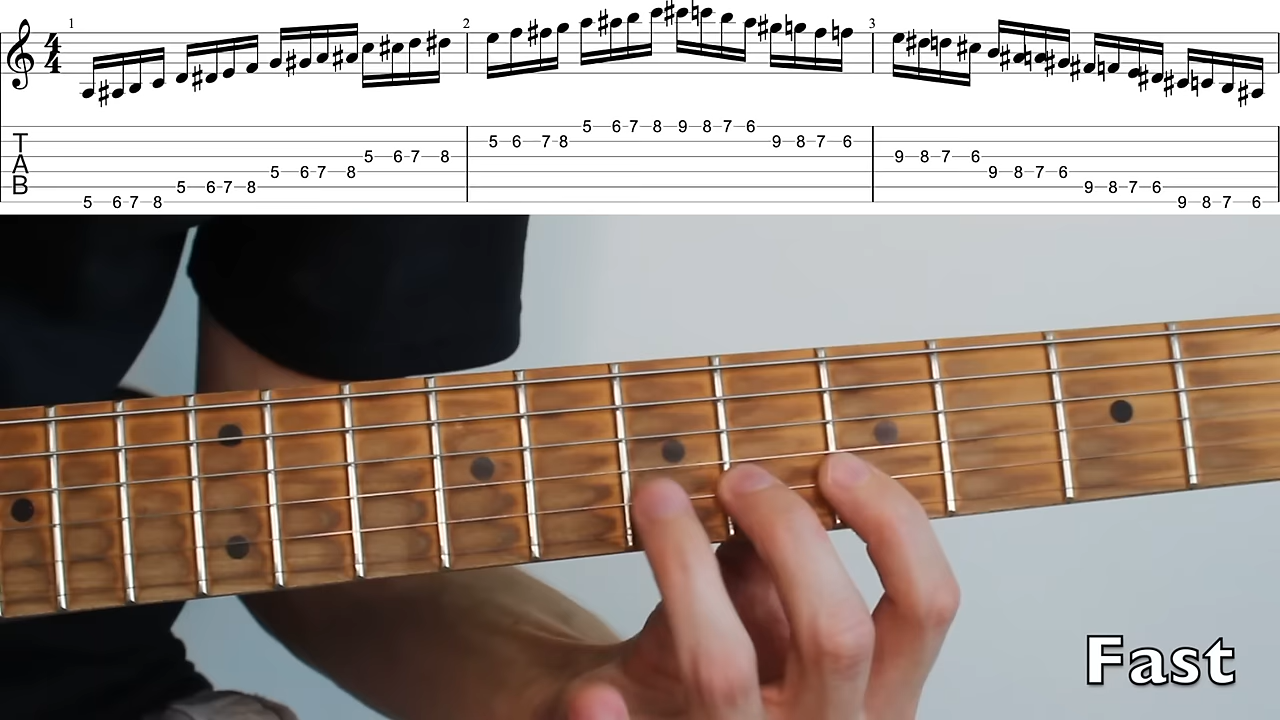 1 2 3
4
4
5 6 7 8 9 8 7 6
T 5 6 7 8 9 8 7 6
5 6 7 8 9 8 7 6
A 5 6 7 8 9 8 7 6
B 5 6 7 8 9 8 7 6
5 6 7 8 9 8 7 6
Fast